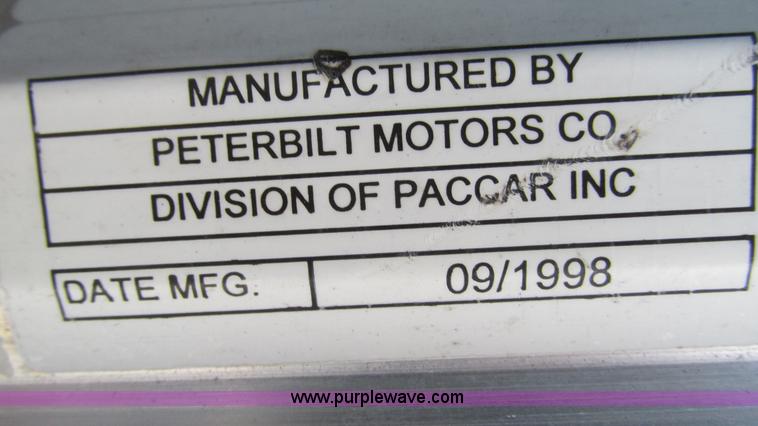 MANUFACTURED BY
PETERBILT MOTORS CO.
DIVISION OF PACCAR INC
DATE MFG. 09/1998
www.purplewave.com